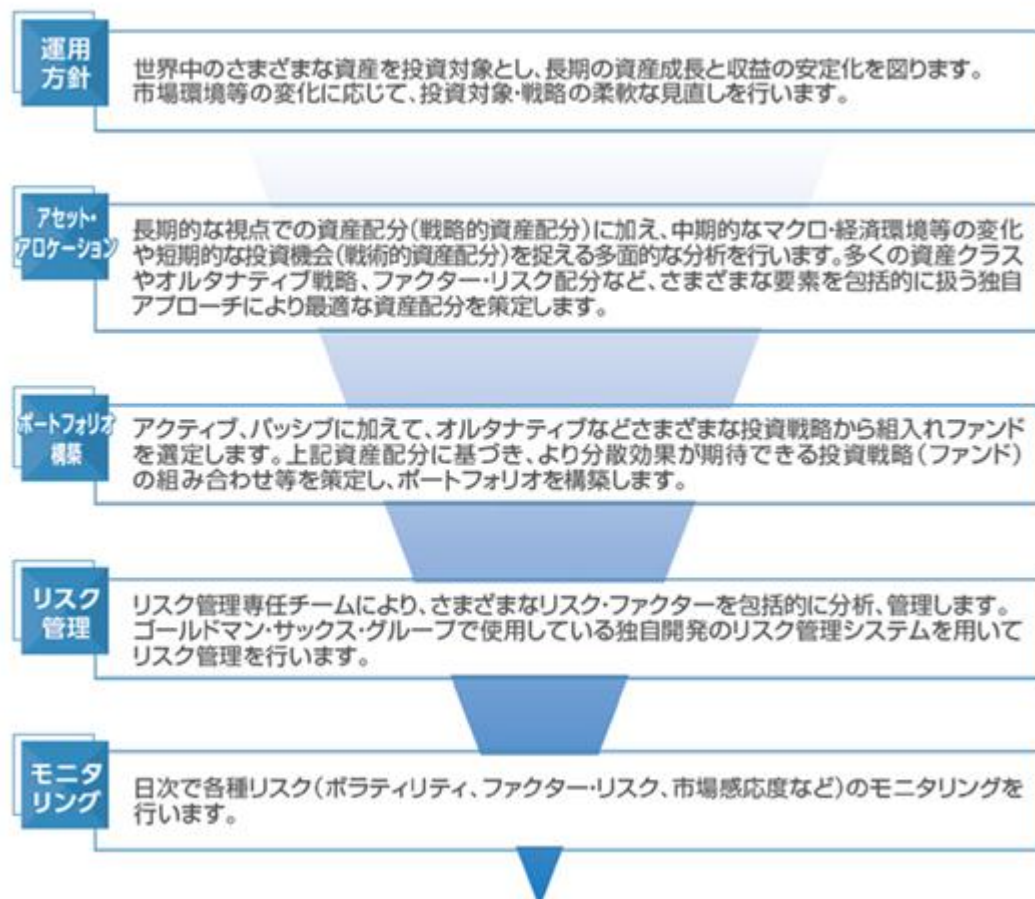 運用
方針
世界中のさまざまな資産を投資対象とし、長期の資産成長と収益の安定化を図ります。
市場環境等の変化に応じて、投資対象・戦略の柔軟な見直しを行います。
アセット・
アロケーション
長期的な視点での資産配分(戦略的資産配分)に加え、中期的なマクロ・経済環境等の変化
や短期的な投資機会(戦術的資産配分)を捉える多面的な分析を行います。多くの資産クラス
やオルタナティブ戦略、ファクター・リスク配分など、さまざまな要素を包括的に扱う独自
アプローチにより最適な資産配分を策定します。
ポートフォリオ
構築
アクティブ、パッシブに加えて、オルタナティブなどさまざまな投資戦略から組入れファンド
を選定します。上記資産配分に基づき、より分散効果が期待できる投資戦略(ファンド)
の組み合わせ等を策定し、ポートフォリオを構築します。
リスク
管理
リスク管理専任チームにより、さまざまなリスク・ファクターを包括的に分析、管理します。
ゴールドマン・サックス・グループで使用している独自開発のリスク管理システムを用いて
リスク管理を行います。
モニタ
リング
日次で各種リスク(ボラティリティ、ファクター・リスク、市場感応度など)のモニタリングを
行います。